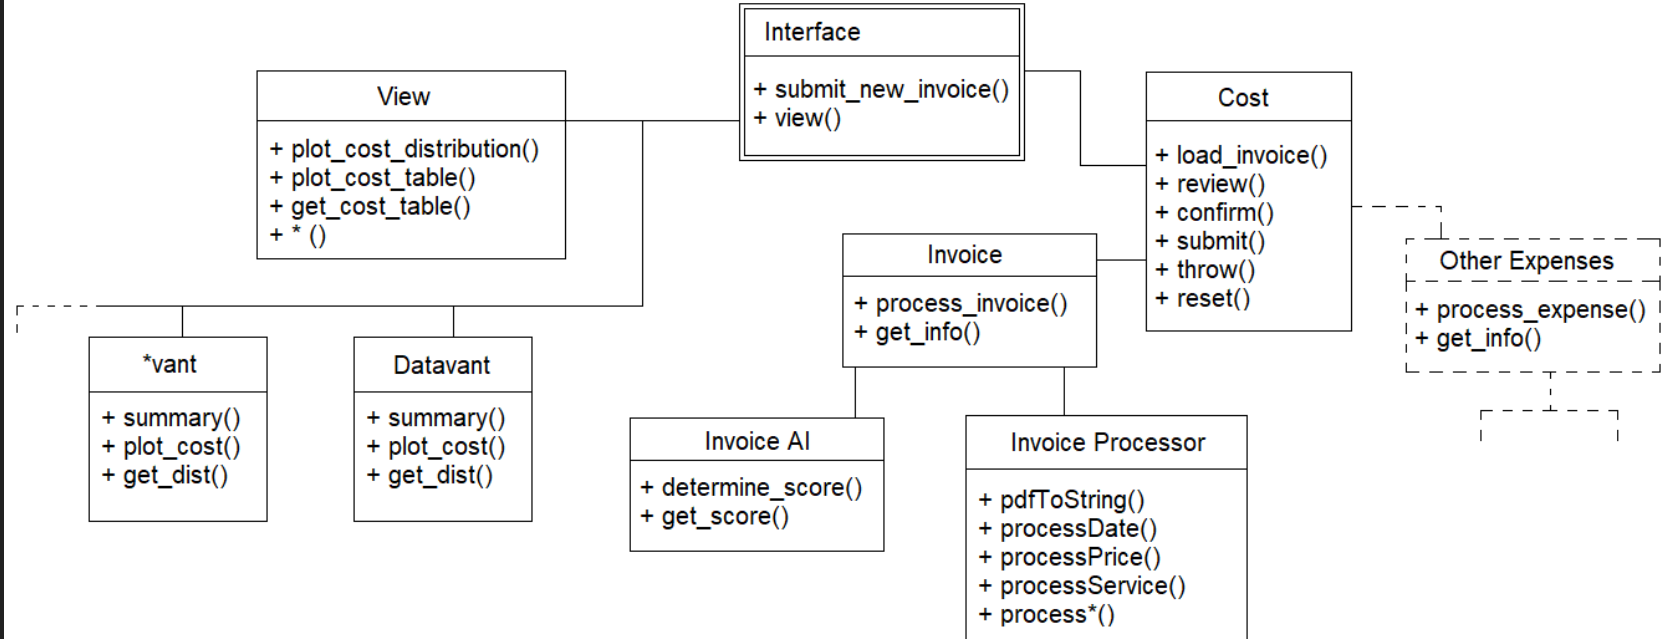 Interface
+ submit_new_invoice()
+ view()
View
+ plot_cost_distribution()
+ plot_cost_table()
+ get_cost_table()
+ * ()
Cost
+ load_invoice()
+ review()
+ confirm()
+ submit()
+ throw()
+ reset()
Invoice
+ process_invoice()
+ get_info()
Other Expenses
+ process_expense()
+ get_info()
*vant
+ summary()
+ plot_cost()
+ get_dist()
Datavant
+ summary()
+ plot_cost()
+ get_dist()
Invoice AI
+ determine_score()
+ get_score()
Invoice Processor
+ pdfToString()
+ processDate()
+ processPrice()
+ processService()
+ process*()